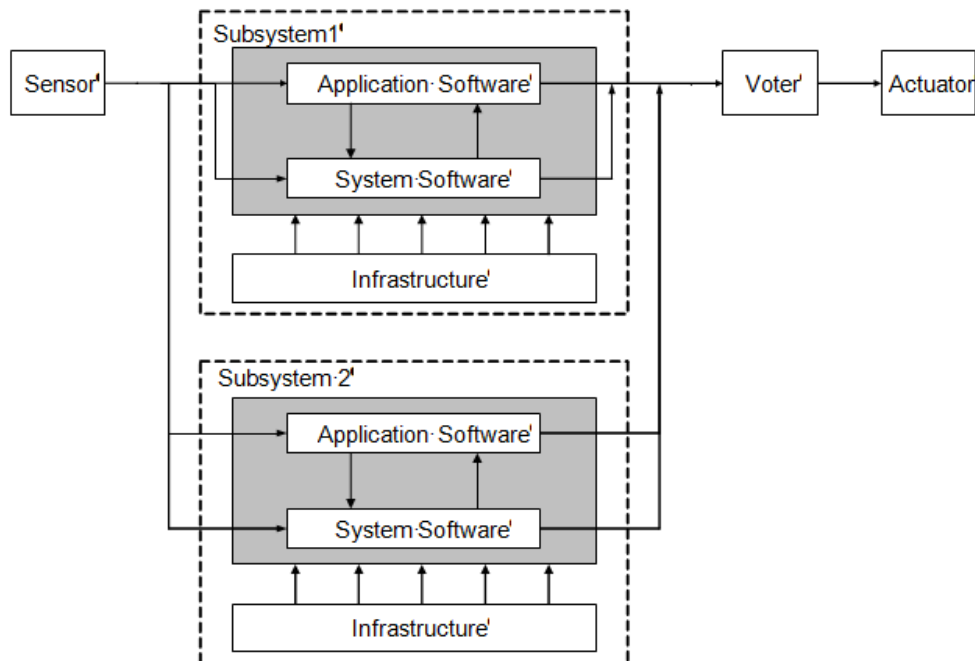 Subsystem1'
Sensor'
Application· Software'
Voter'
Actuator
System·Software'
Infrastructure'
Subsystem·2'
Application· Software'
System·Software'
Infrastructure'